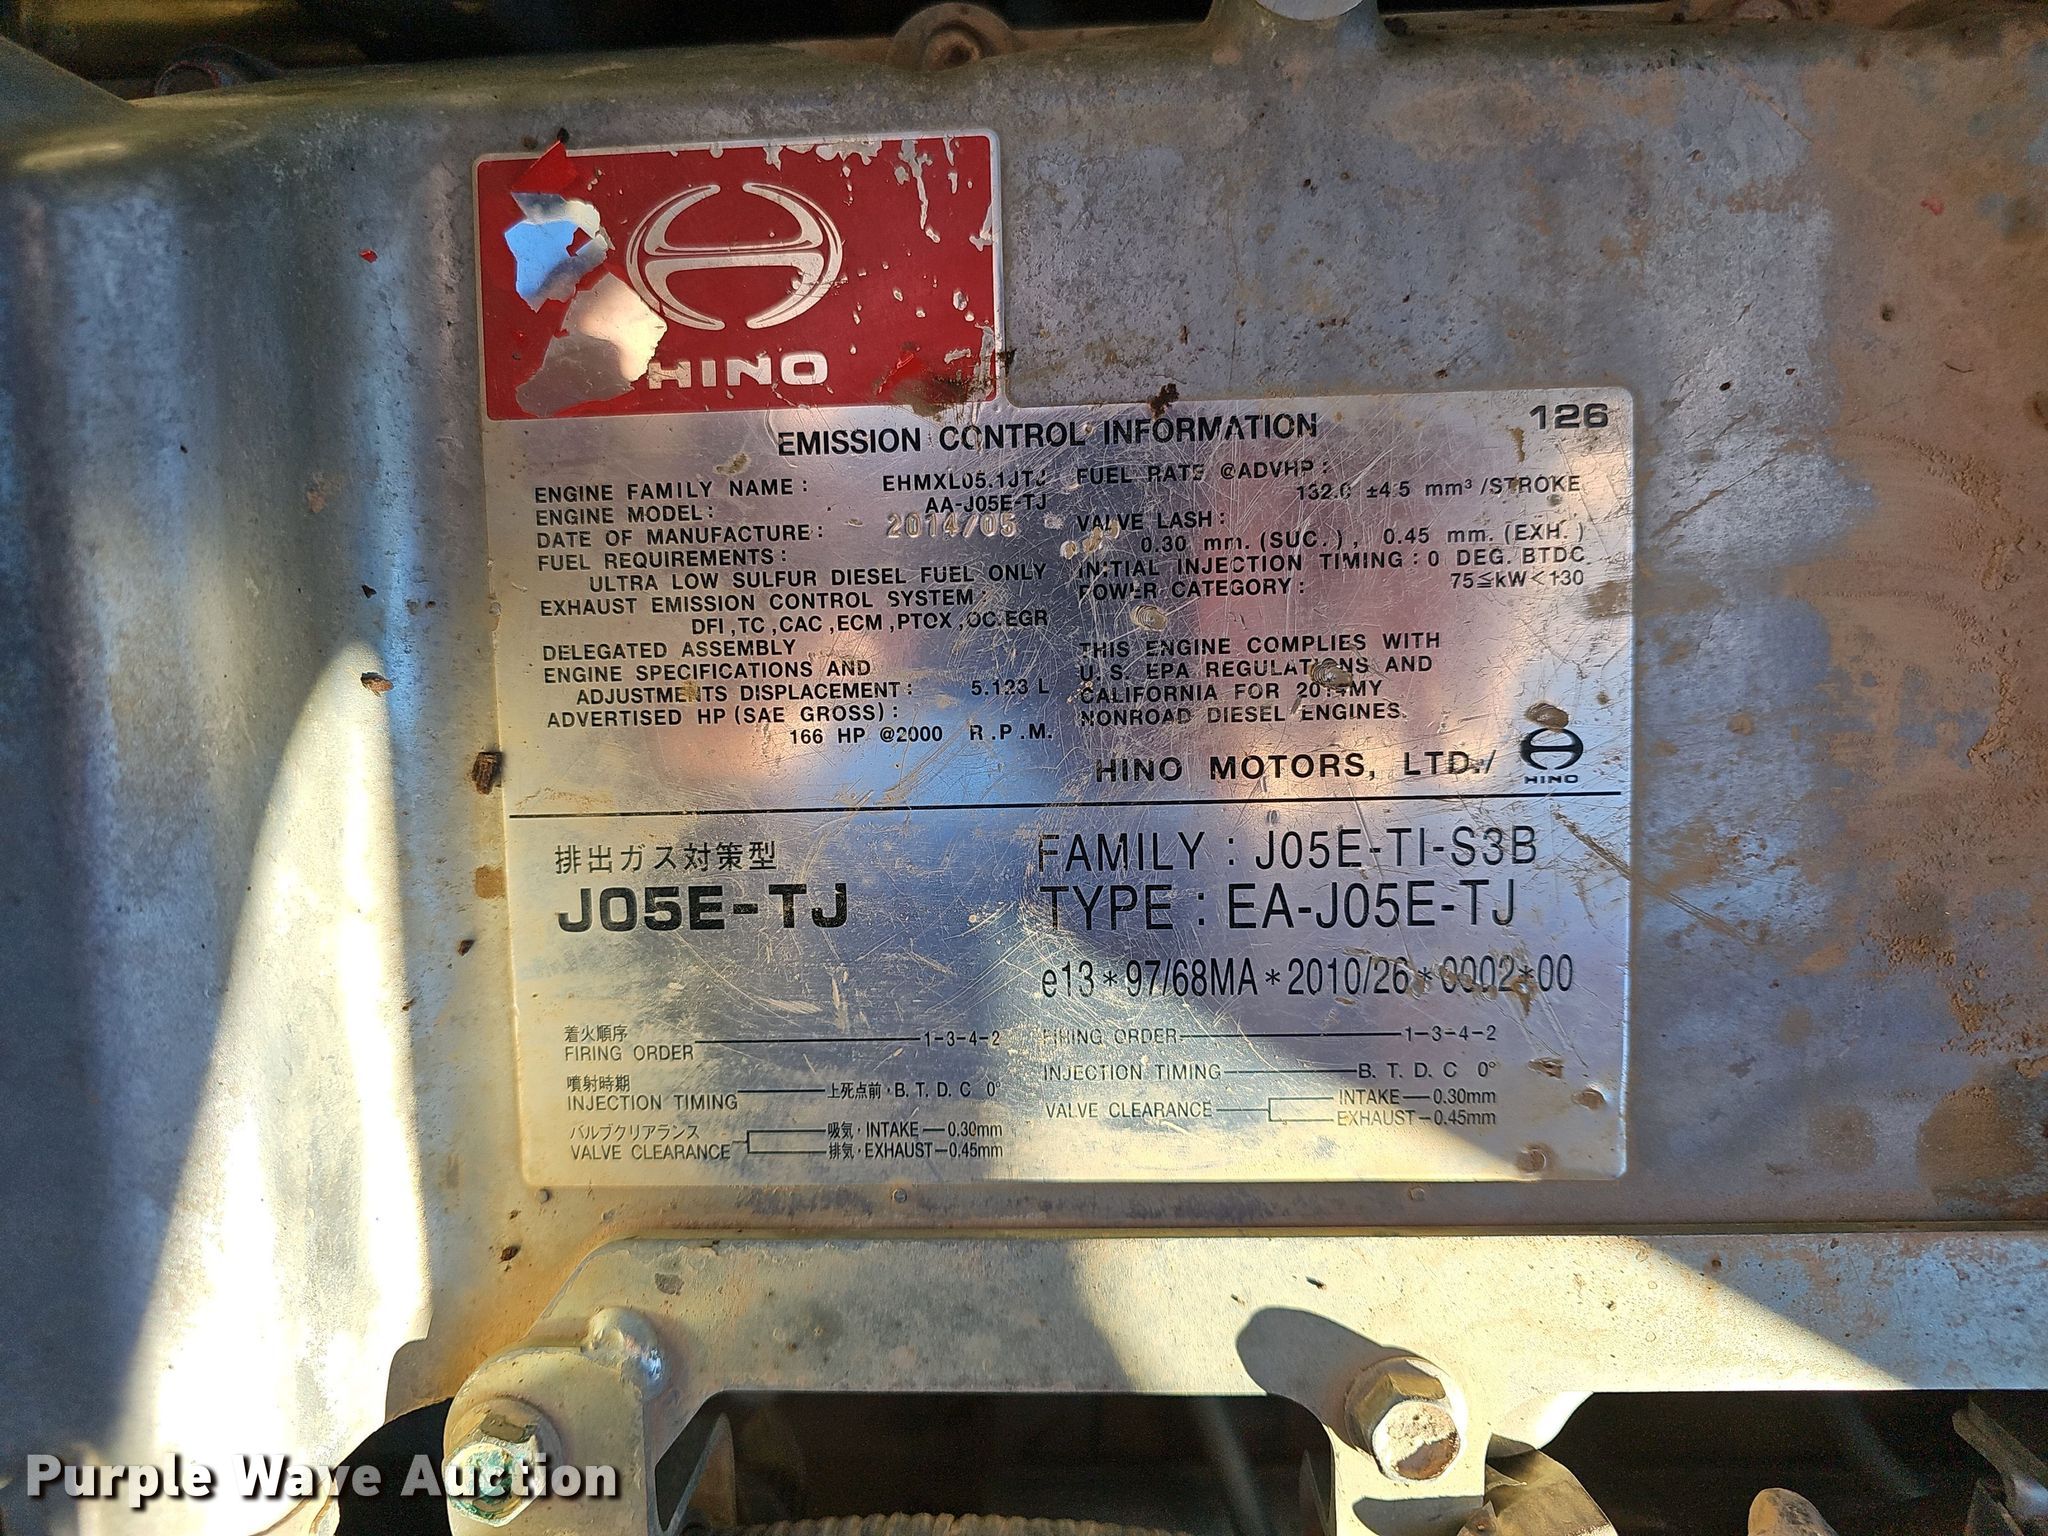 HINO
126
EMISSION CONTROL INFORMATION
ENGINE FAMILY NAME: EHMXL05.1JTJ
ENGINE MODEL: AA-J05E-TJ
DATE OF MANUFACTURE: 2014/05
FUEL REQUIREMENTS:
ULTRA LOW SULFUR DIESEL FUEL ONLY
EXHAUST EMISSION CONTROL SYSTEM:
DFI,TC,CAC,ECM,PTOX,OC,EGR
DELEGATED ASSEMBLY
ENGINE SPECIFICATIONS AND
ADJUSTMENTS DISPLACEMENT: 5.123 L
ADVERTISED HP(SAE GROSS):
166 HP @2000 R.P.M.
FUEL RATE @ADVHP:
132.0 ±4.5 mm³/STROKE
VALVE LASH:
0.30 mm.(SUC.), 0.45 mm.(EXH.)
INITIAL INJECTION TIMING:0 DEG. BTDC
POWER CATEGORY: 75≦kW<130
THIS ENGINE COMPLIES WITH
U.S. EPA REGULATIONS AND
CALIFORNIA FOR 2014MY
NONROAD DIESEL ENGINES.
HINO MOTORS, LTD./
HINO
排出ガス対策型
J05E-TJ
FAMILY : J05E-TI-S3B
TYPE : EA-J05E-TJ
e13*97/68MA*2010/26*0002*00
着火順序
FIRING ORDER 1-3-4-2
噴射時期
INJECTION TIMING 上死点前・B.T.D.C 0°
バルブクリアランス
VALVE CLEARANCE
吸気・INTAKE 0.30mm
排気・EXHAUST 0.45mm
FIRING ORDER 1-3-4-2
INJECTION TIMING B.T.D.C 0°
VALVE CLEARANCE
INTAKE 0.30mm
EXHAUST 0.45mm
Purple Wave Auction